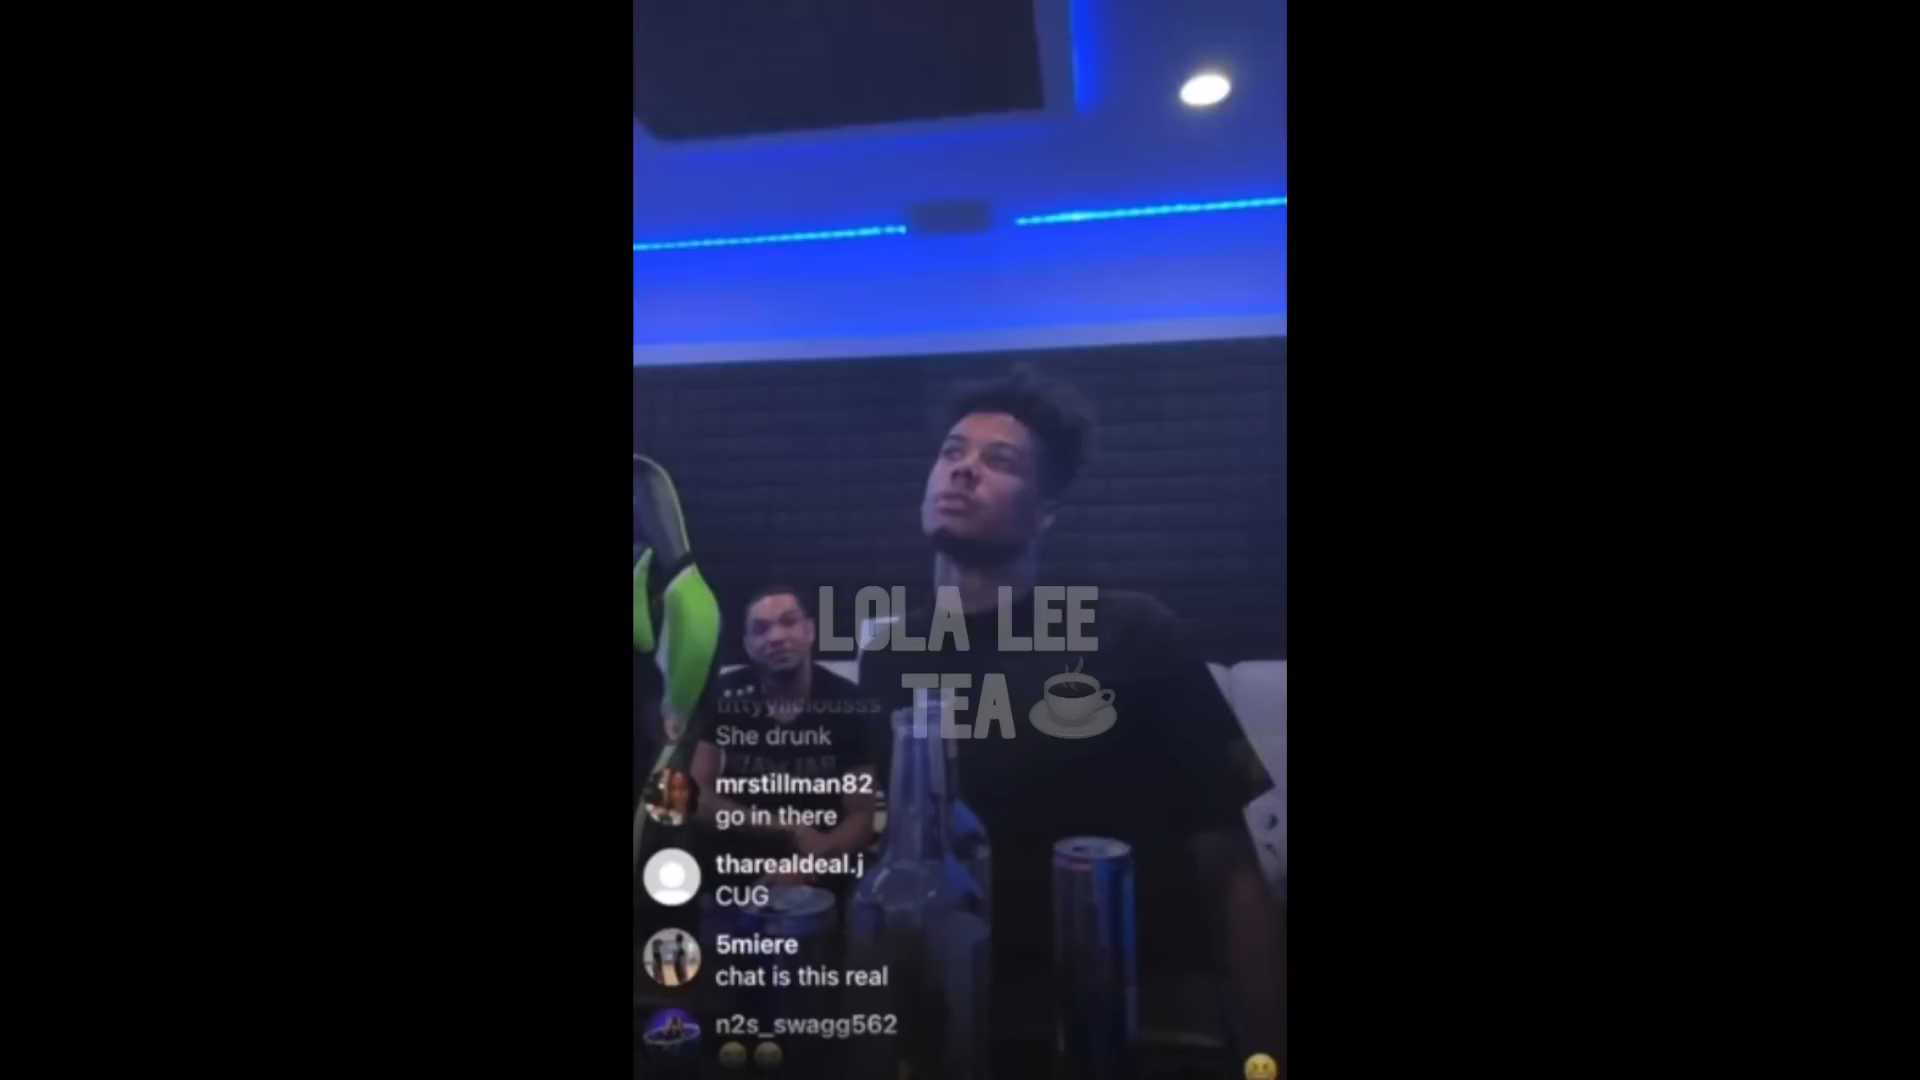 LOLA LEE
TEA
She drunk
mrstillman82
go in there
tharealdeal.j
CUG
5miere
chat is this real
n2s_swagg562